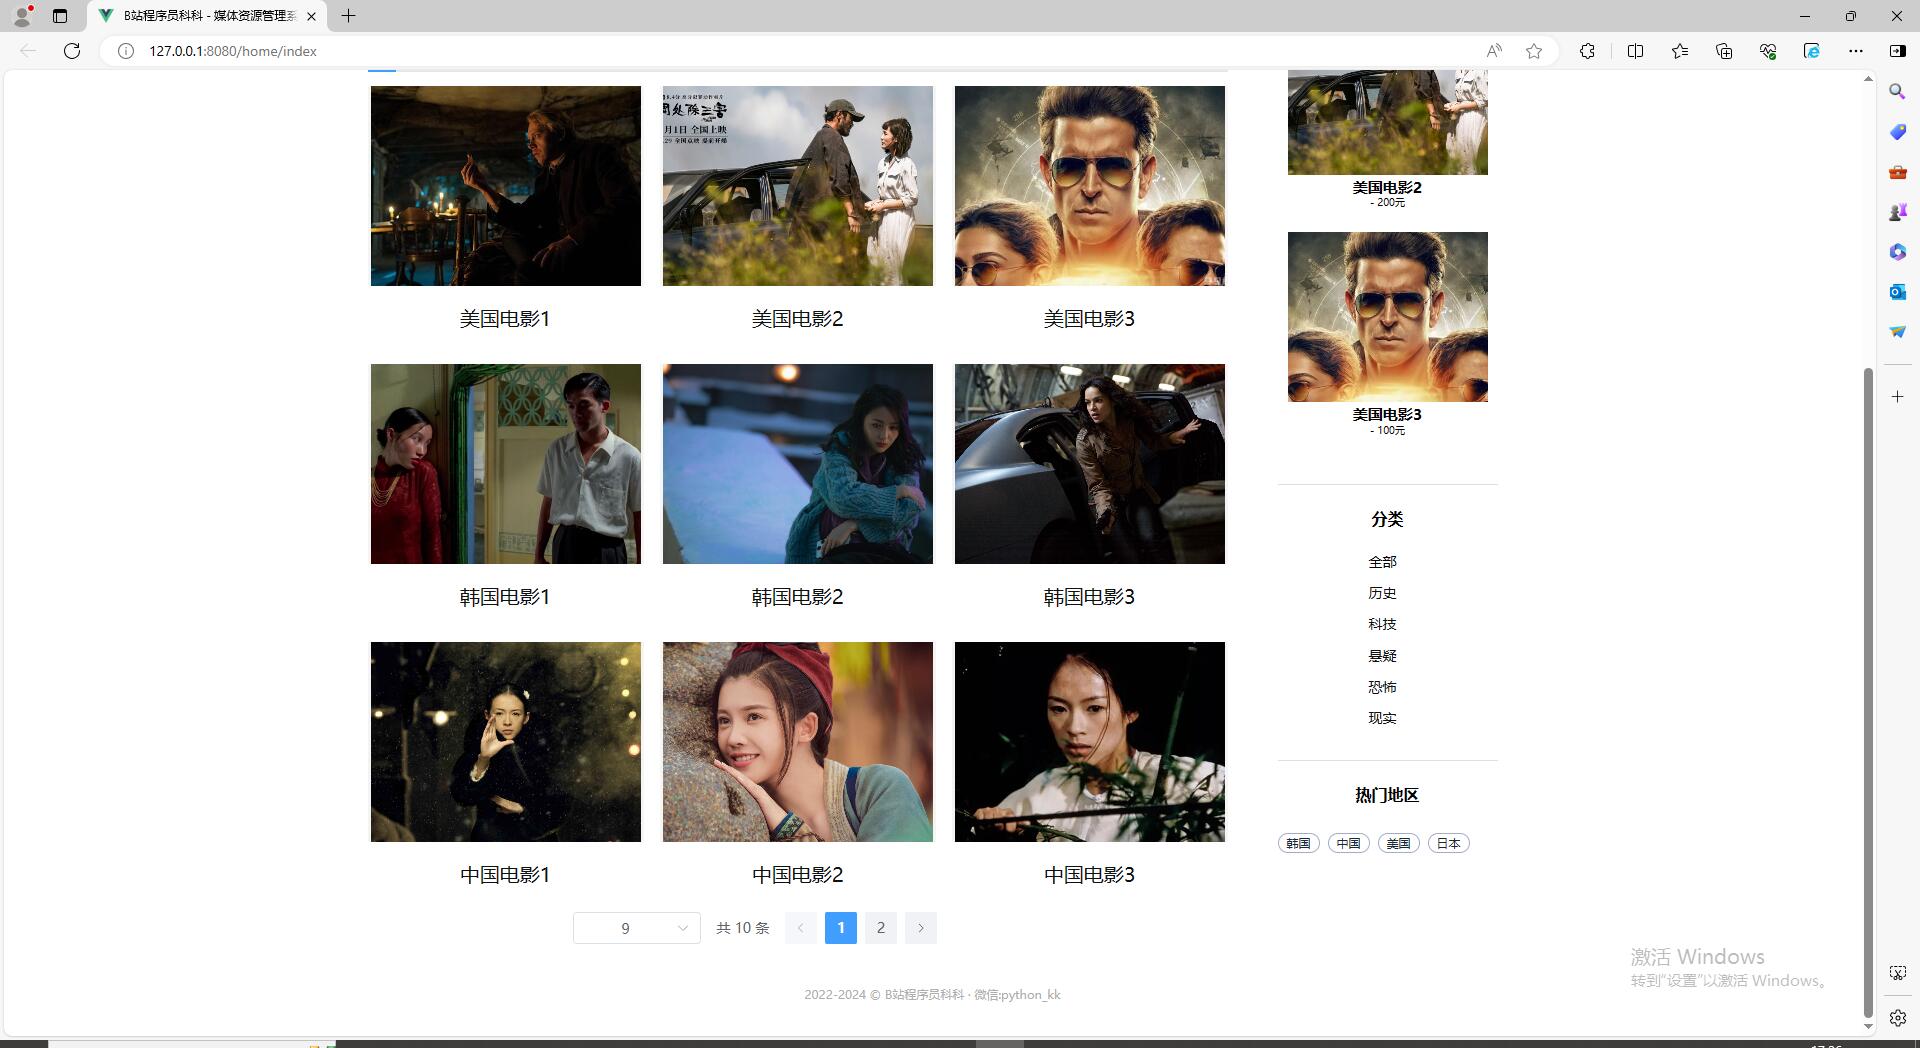 B站程序员科科 - 媒体资源管理系
127.0.0.1:8080/home/index
美国电影1
美国电影2
美国电影3
韩国电影1
韩国电影2
韩国电影3
中国电影1
中国电影2
中国电影3
9
共 10 条
1
2
美国电影2
- 200元
美国电影3
- 100元
分类
全部
历史
科技
悬疑
恐怖
现实
热门地区
韩国
中国
美国
日本
2022-2024 © B站程序员科科 · 微信:python_kk
激活 Windows
转到“设置”以激活 Windows。